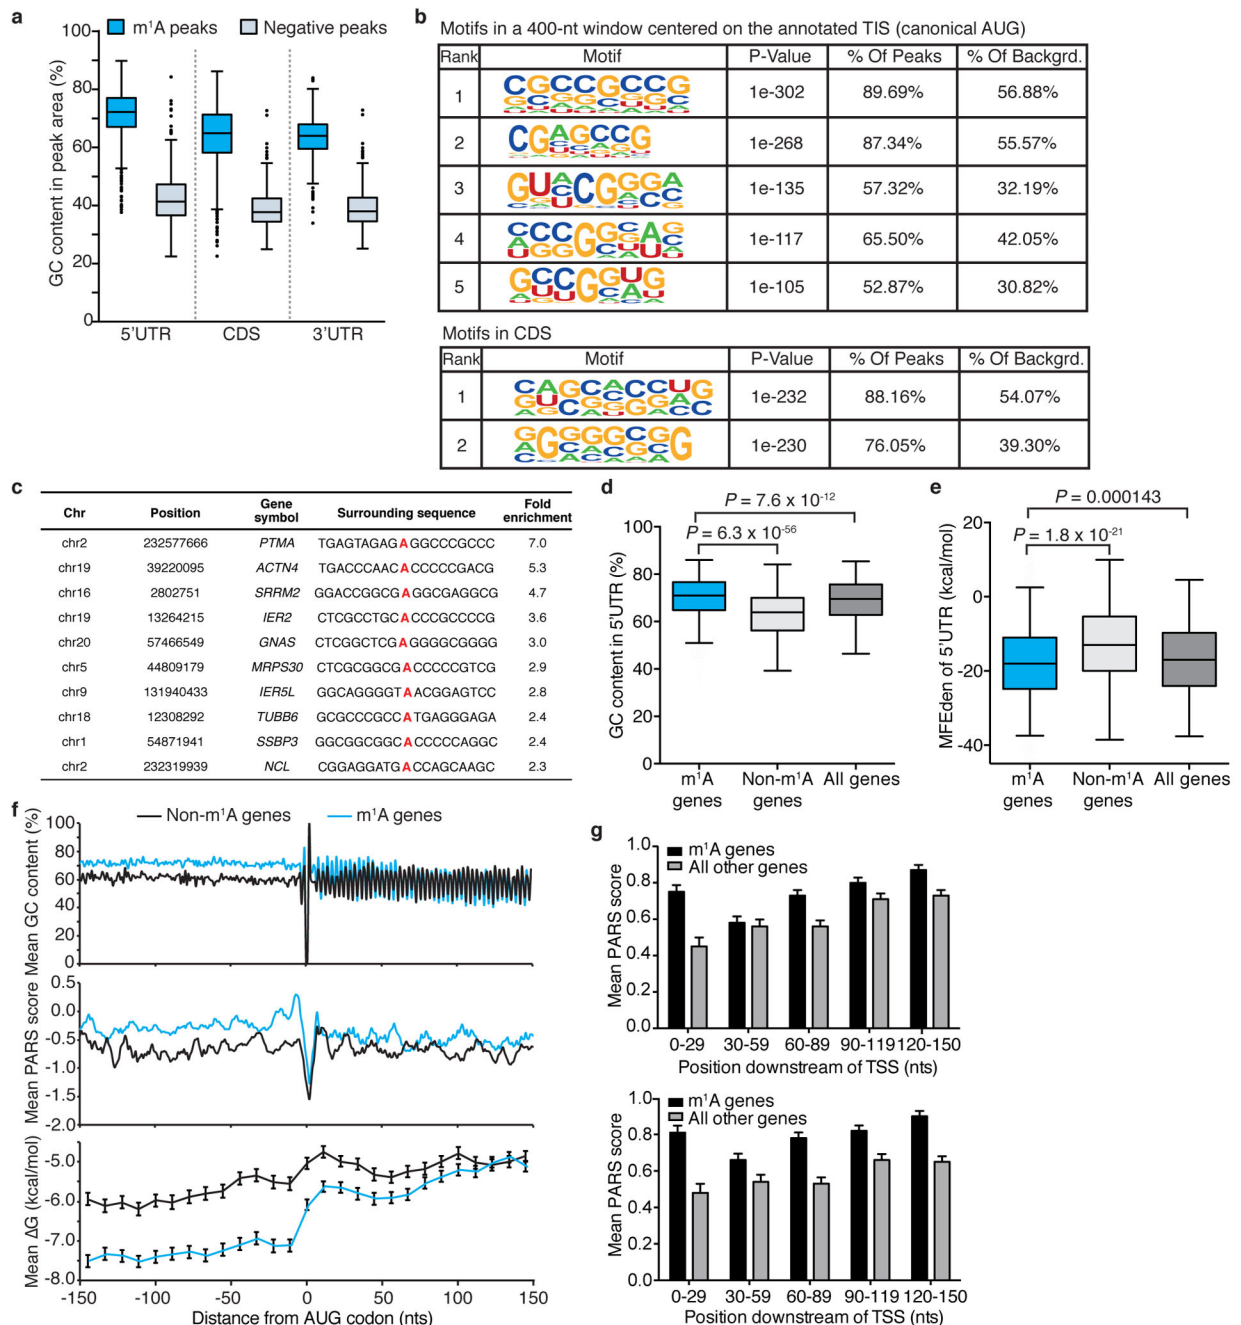 a
m¹A peaks
Negative peaks
GC content in peak area (%)
100
80
60
40
20
0
5'UTR
CDS
3'UTR
b
Motifs in a 400-nt window centered on the annotated TIS (canonical AUG)
Rank Motif P-Value % Of Peaks % Of Backgrd.
1 CGCCGCCG 1e-302 89.69% 56.88%
2 CGAGCCG 1e-268 87.34% 55.57%
3 GUACGGGA 1e-135 57.32% 32.19%
4 CCCGGGAG 1e-117 65.50% 42.05%
5 GCCGGUG 1e-105 52.87% 30.82%
Motifs in CDS
Rank Motif P-Value % Of Peaks % Of Backgrd.
1 CAGCACCUG 1e-232 88.16% 54.07%
2 GGGGGCGG 1e-230 76.05% 39.30%
c
Chr Position Gene symbol Surrounding sequence Fold enrichment
chr2 232577666 PTMA TGAGTAGAGAGGCCCGCCC 7.0
chr19 39220095 ACTN4 TGACCCAACACCCCCGACG 5.3
chr16 2802751 SRRM2 GGACCGGCGAGGCGAGGCG 4.7
chr19 13264215 IER2 CTCGCCTGCACCCGCCCCG 3.6
chr20 57466549 GNAS CTCGGCTCGAGGGGCGGGG 3.0
chr5 44809179 MRPS30 CTCGCGGCGACCCCCGTCG 2.9
chr9 131940433 IER5L GGCAGGGGTAACGGAGTCC 2.8
chr18 12308292 TUBB6 GCGCCCGCCATGAGGGAGA 2.4
chr1 54871941 SSBP3 GGCGGCGGCACCCCCAGGC 2.4
chr2 232319939 NCL CGGAGGATGACCAGCAAGC 2.3
d
P = 7.6 x 10⁻¹²
P = 6.3 x 10⁻⁵⁶
GC content in 5'UTR (%)
100
80
60
40
20
0
m¹A genes
Non-m¹A genes
All genes
e
P = 0.000143
P = 1.8 x 10⁻²¹
MFEden of 5'UTR (kcal/mol)
0
-20
-40
m¹A genes
Non-m¹A genes
All genes
f
Non-m¹A genes
m¹A genes
Mean GC content (%)
100
80
60
40
20
0
Mean PARS score
0.5
0.0
-0.5
-1.0
-1.5
-2.0
Mean ΔG (kcal/mol)
-5.0
-6.0
-7.0
-8.0
-150 -100 -50 0 50 100 150
Distance from AUG codon (nts)
g
m¹A genes
All other genes
Mean PARS score
1.0
0.8
0.6
0.4
0.2
0.0
0-29 30-59 60-89 90-119 120-150
Position downstream of TSS (nts)
m¹A genes
All other genes
Mean PARS score
1.0
0.8
0.6
0.4
0.2
0.0
0-29 30-59 60-89 90-119 120-150
Position downstream of TSS (nts)